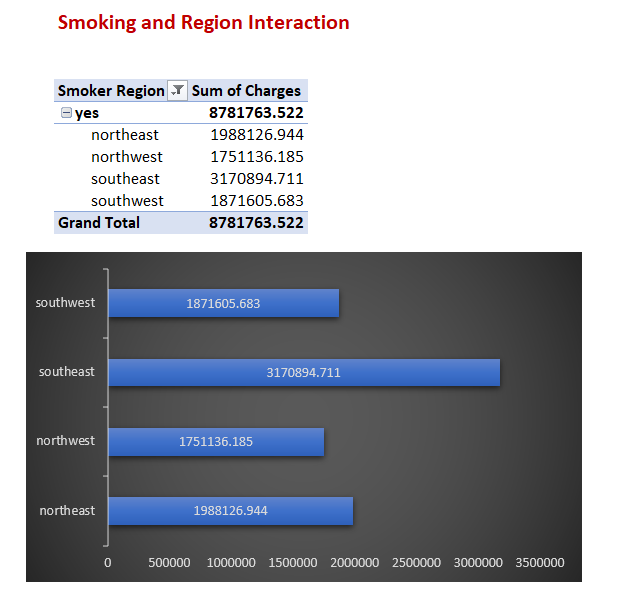 Smoking and Region Interaction
Smoker Region Sum of Charges
yes 8781763.522
northeast 1988126.944
northwest 1751136.185
southeast 3170894.711
southwest 1871605.683
Grand Total 8781763.522
southwest 1871605.683
southeast 3170894.711
northwest 1751136.185
northeast 1988126.944
0 500000 1000000 1500000 2000000 2500000 3000000 3500000